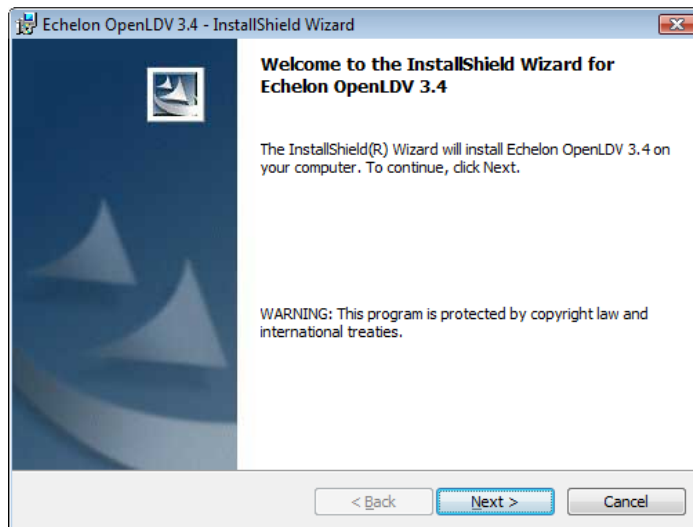 Echelon OpenLDV 3.4 - InstallShield Wizard
Welcome to the InstallShield Wizard for
Echelon OpenLDV 3.4
The InstallShield(R) Wizard will install Echelon OpenLDV 3.4 on
your computer. To continue, click Next.
WARNING: This program is protected by copyright law and
international treaties.
< Back
Next >
Cancel